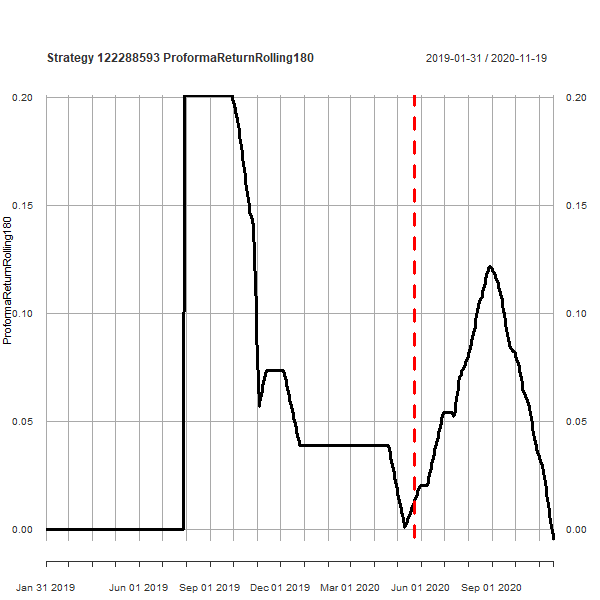 Strategy 122288593 ProformaReturnRolling180
2019-01-31 / 2020-11-19
0.20 0.20
0.15 0.15
0.10 0.10
0.05 0.05
0.00 0.00
ProformaReturnRolling180
Jan 31 2019 Jun 01 2019 Sep 01 2019 Dec 01 2019 Mar 01 2020 Jun 01 2020 Sep 01 2020